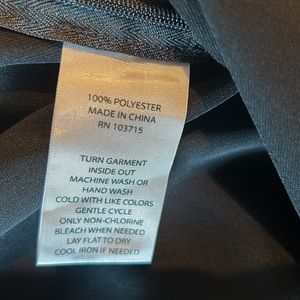 100% POLYESTER
MADE IN CHINA
RN 103715
TURN GARMENT
INSIDE OUT
MACHINE WASH OR
HAND WASH
COLD WITH LIKE COLORS
GENTLE CYCLE
ONLY NON-CHLORINE
BLEACH WHEN NEEDED
LAY FLAT TO DRY
COOL IRON IF NEEDED